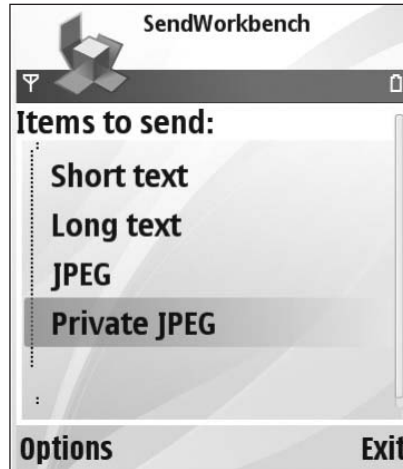 SendWorkbench
Items to send:
Short text
Long text
JPEG
Private JPEG
Options Exit